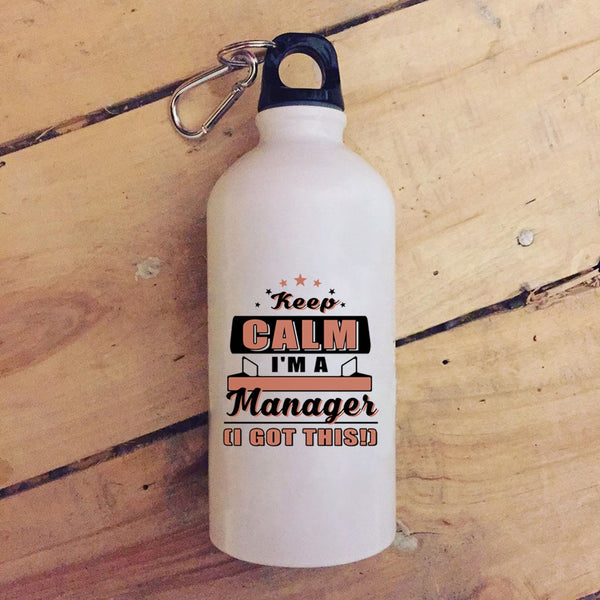 Keep
CALM
I'M A
Manager
(I GOT THIS!)